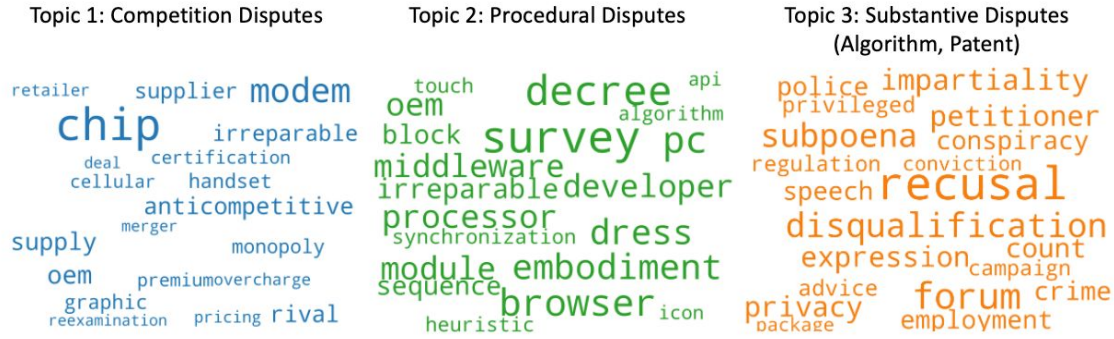 Topic 1: Competition Disputes
retailer supplier modem
chip irreparable
deal certification
cellular handset
anticompetitive
merger
supply monopoly
oem premium overcharge
graphic
reexamination pricing rival
Topic 2: Procedural Disputes
touch decree api
oem algorithm
block survey pc
middleware
irreparable developer
processor
synchronization dress
module embodiment
sequence
browser icon
heuristic
Topic 3: Substantive Disputes
(Algorithm, Patent)
police impartiality
privileged petitioner
subpoena conspiracy
regulation conviction
speech recusal
disqualification
expression count
campaign
advice forum crime
privacy
package employment